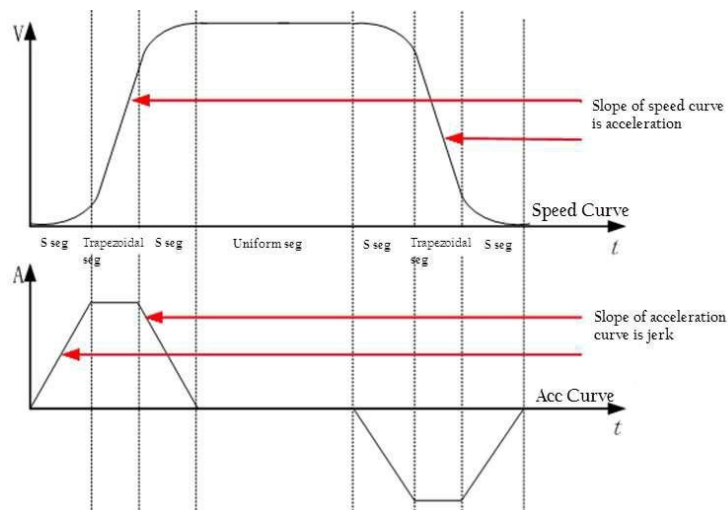 V
Slope of speed curve
is acceleration
Speed Curve
S seg
Trapezoidal
seg
S seg
Uniform seg
S seg
Trapezoidal
seg
S seg
t
A
Slope of acceleration
curve is jerk
Acc Curve
t